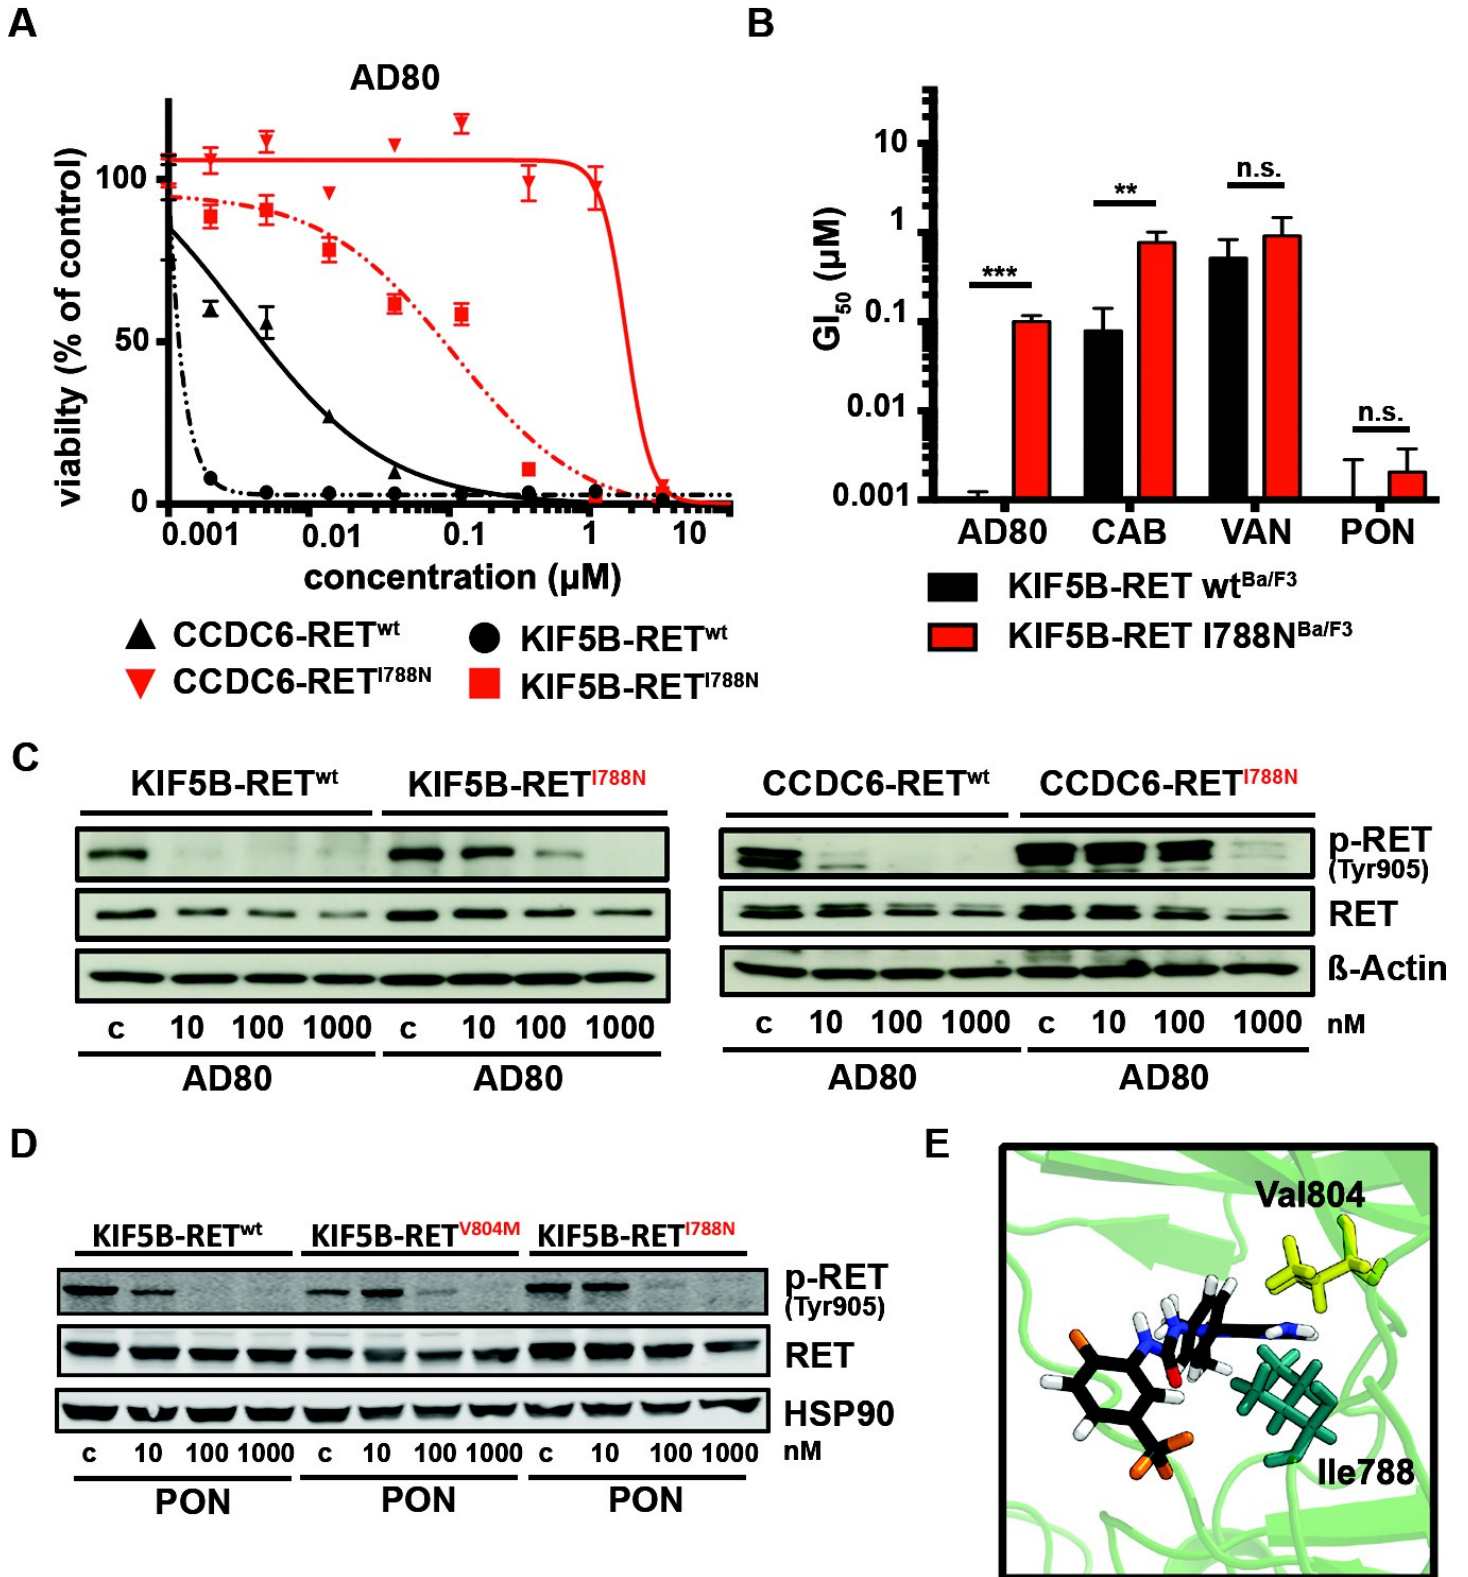 A
AD80
viabilty (% of control)
100
50
0
0.001 0.01 0.1 1 10
concentration (µM)
CCDC6-RETwt KIF5B-RETwt
CCDC6-RETI788N KIF5B-RETI788N
B
GI50 (µM)
10
1
0.1
0.01
0.001
*** ** n.s. n.s.
AD80 CAB VAN PON
KIF5B-RET wtBa/F3
KIF5B-RET I788NBa/F3
C
KIF5B-RETwt KIF5B-RETI788N CCDC6-RETwt CCDC6-RETI788N
p-RET
(Tyr905)
RET
ß-Actin
c 10 100 1000 c 10 100 1000 c 10 100 1000 c 10 100 1000 nM
AD80 AD80 AD80 AD80
D
KIF5B-RETwt KIF5B-RETV804M KIF5B-RETI788N
p-RET
(Tyr905)
RET
HSP90
c 10 100 1000 c 10 100 1000 c 10 100 1000 nM
PON PON PON
E
Val804
Ile788